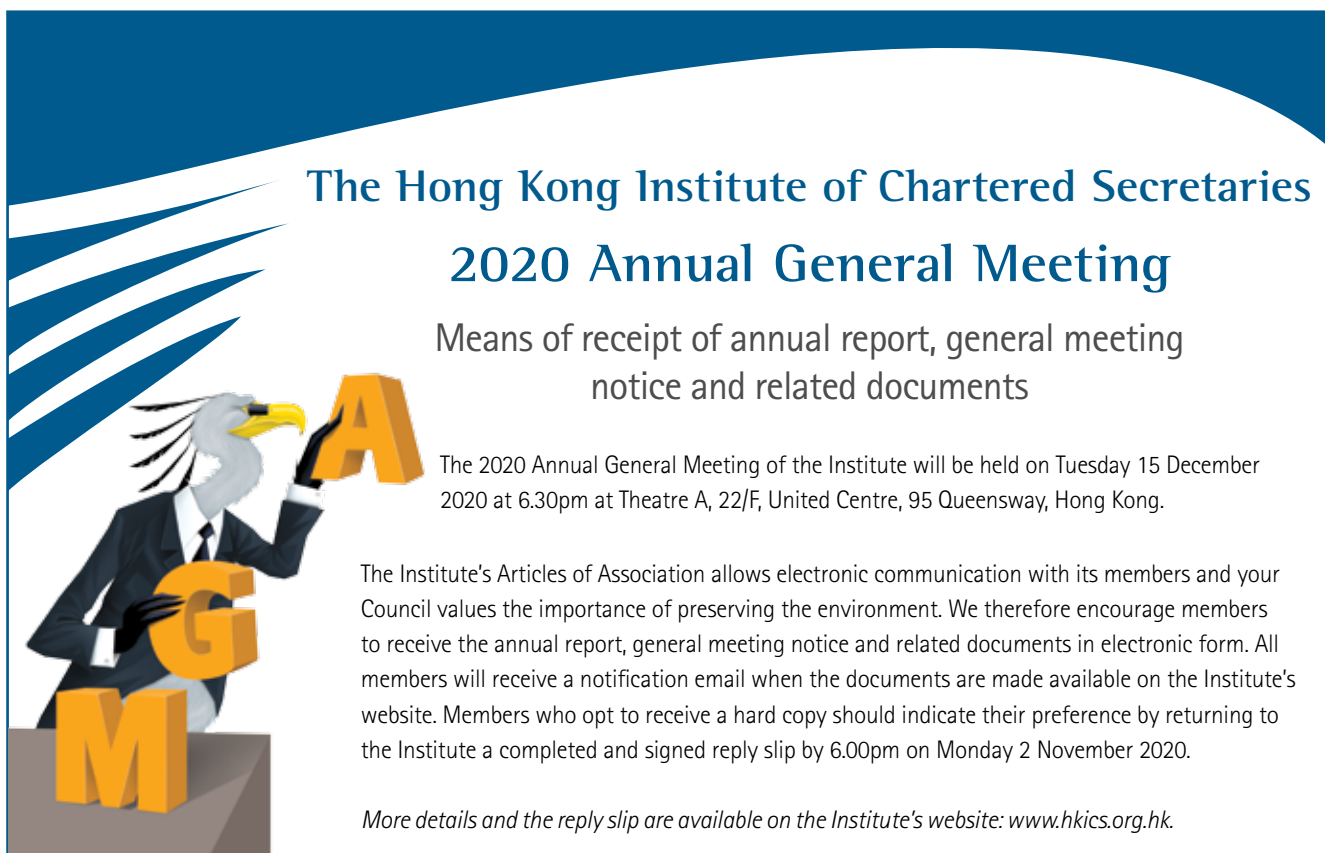 The Hong Kong Institute of Chartered Secretaries
2020 Annual General Meeting
Means of receipt of annual report, general meeting
notice and related documents
A
The 2020 Annual General Meeting of the Institute will be held on Tuesday 15 December
2020 at 6.30pm at Theatre A, 22/F, United Centre, 95 Queensway, Hong Kong.
G
M
The Institute's Articles of Association allows electronic communication with its members and your
Council values the importance of preserving the environment. We therefore encourage members
to receive the annual report, general meeting notice and related documents in electronic form. All
members will receive a notification email when the documents are made available on the Institute's
website. Members who opt to receive a hard copy should indicate their preference by returning to
the Institute a completed and signed reply slip by 6.00pm on Monday 2 November 2020.
More details and the reply slip are available on the Institute's website: www.hkics.org.hk.